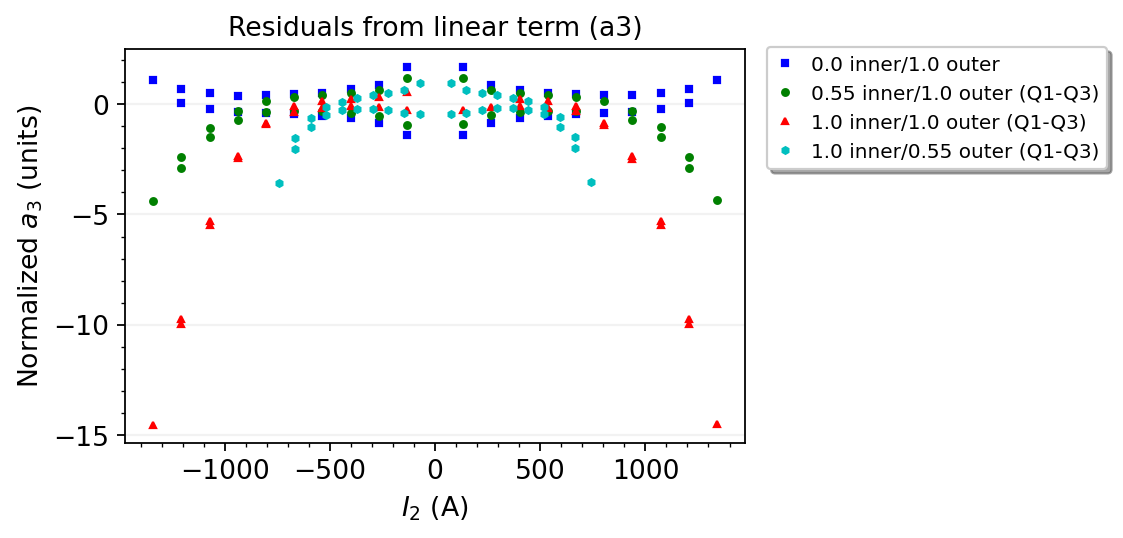 Residuals from linear term (a3)
0.0 inner/1.0 outer
0.55 inner/1.0 outer (Q1-Q3)
1.0 inner/1.0 outer (Q1-Q3)
1.0 inner/0.55 outer (Q1-Q3)
Normalized a₃ (units)
0
−5
−10
−15
−1000 −500 0 500 1000
I₂ (A)